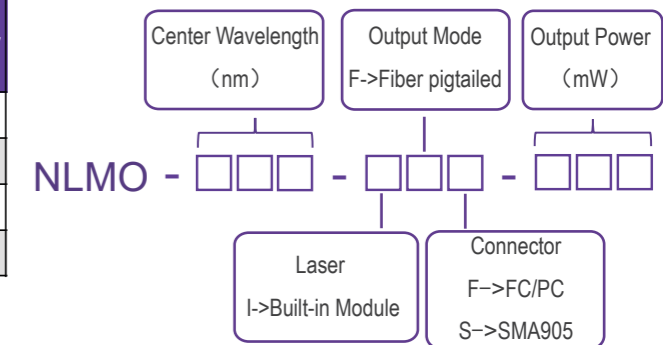 Center Wavelength
（nm）
Output Mode
F->Fiber pigtailed
Output Power
（mW）
NLMO - □□□ - □□□ - □□□
Laser
I->Built-in Module
Connector
F−>FC/PC
S−>SMA905